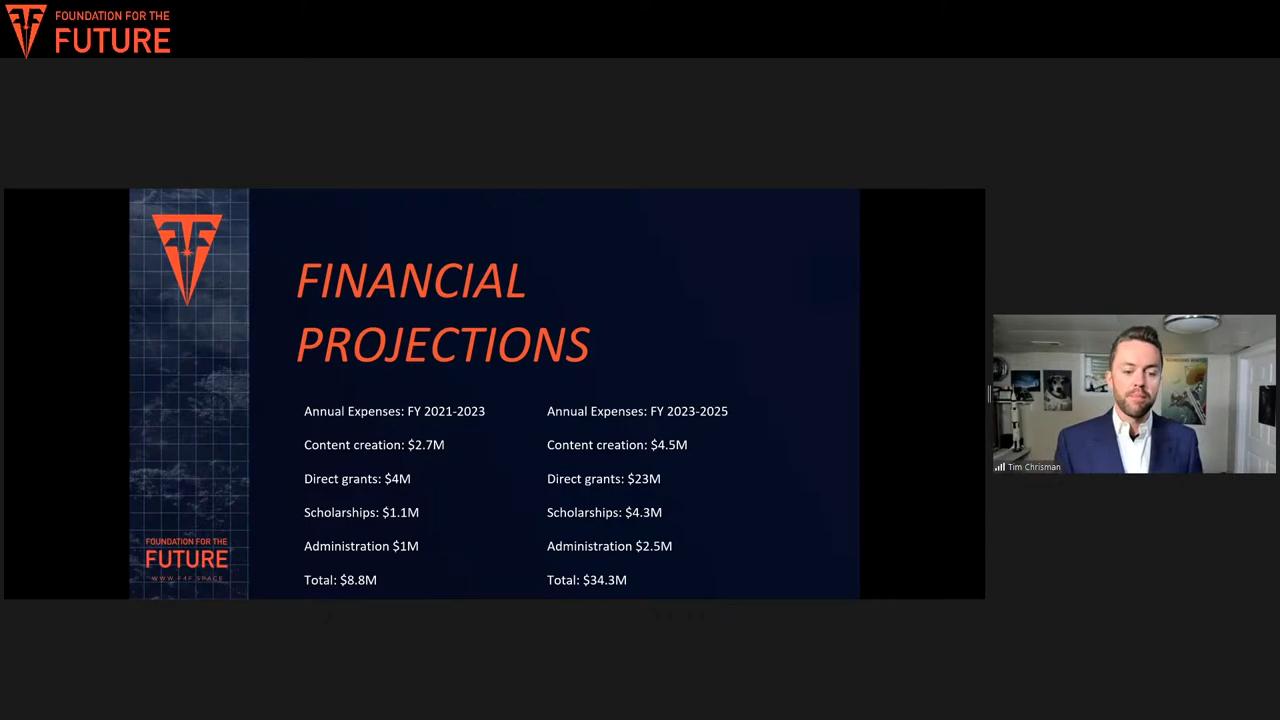 FOUNDATION FOR THE
FUTURE
FINANCIAL
PROJECTIONS
Annual Expenses: FY 2021-2023
Content creation: $2.7M
Direct grants: $4M
Scholarships: $1.1M
Administration $1M
Total: $8.8M
Annual Expenses: FY 2023-2025
Content creation: $4.5M
Direct grants: $23M
Scholarships: $4.3M
Administration $2.5M
Total: $34.3M
FOUNDATION FOR THE
FUTURE
WWW.F4F.SPACE
Tim Chrisman